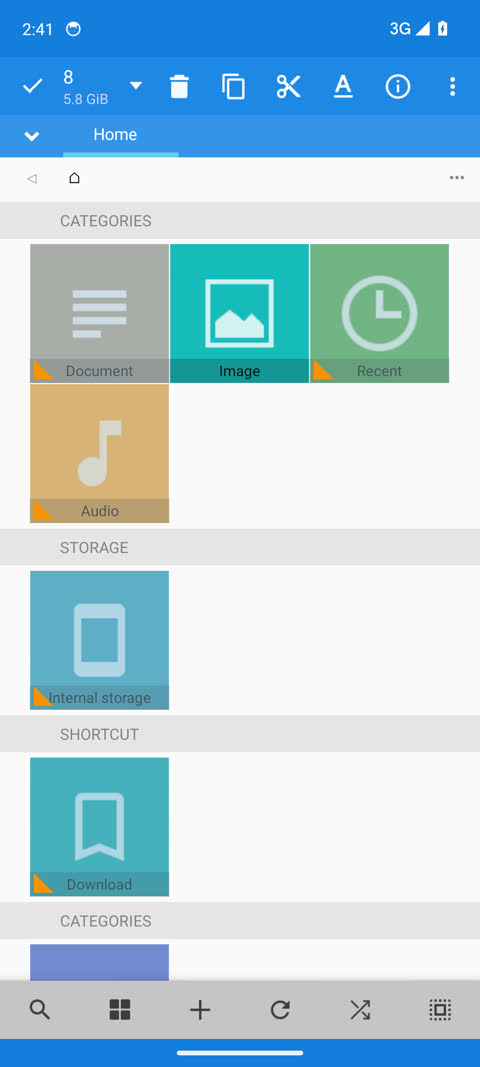 2:41
3G
8
5.8 GiB
A
Home
CATEGORIES
Document
Image
Recent
Audio
STORAGE
Internal storage
SHORTCUT
Download
CATEGORIES